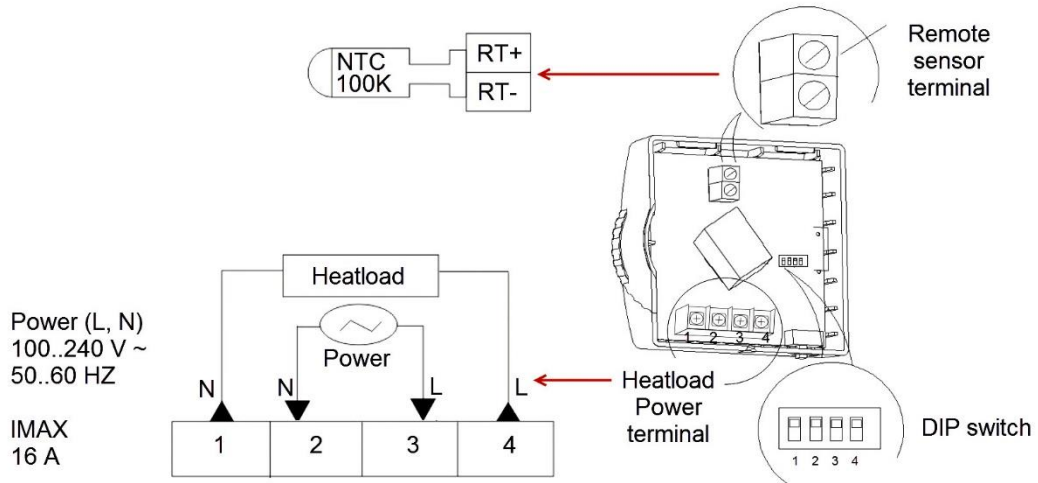 NTC
100K
RT+
RT-
Remote
sensor
terminal
Heatload
Power
Power (L, N)
100..240 V ~
50..60 HZ
N
N
L
L
IMAX
16 A
1
2
3
4
1 2 3 4
Heatload
Power
terminal
DIP switch
1 2 3 4